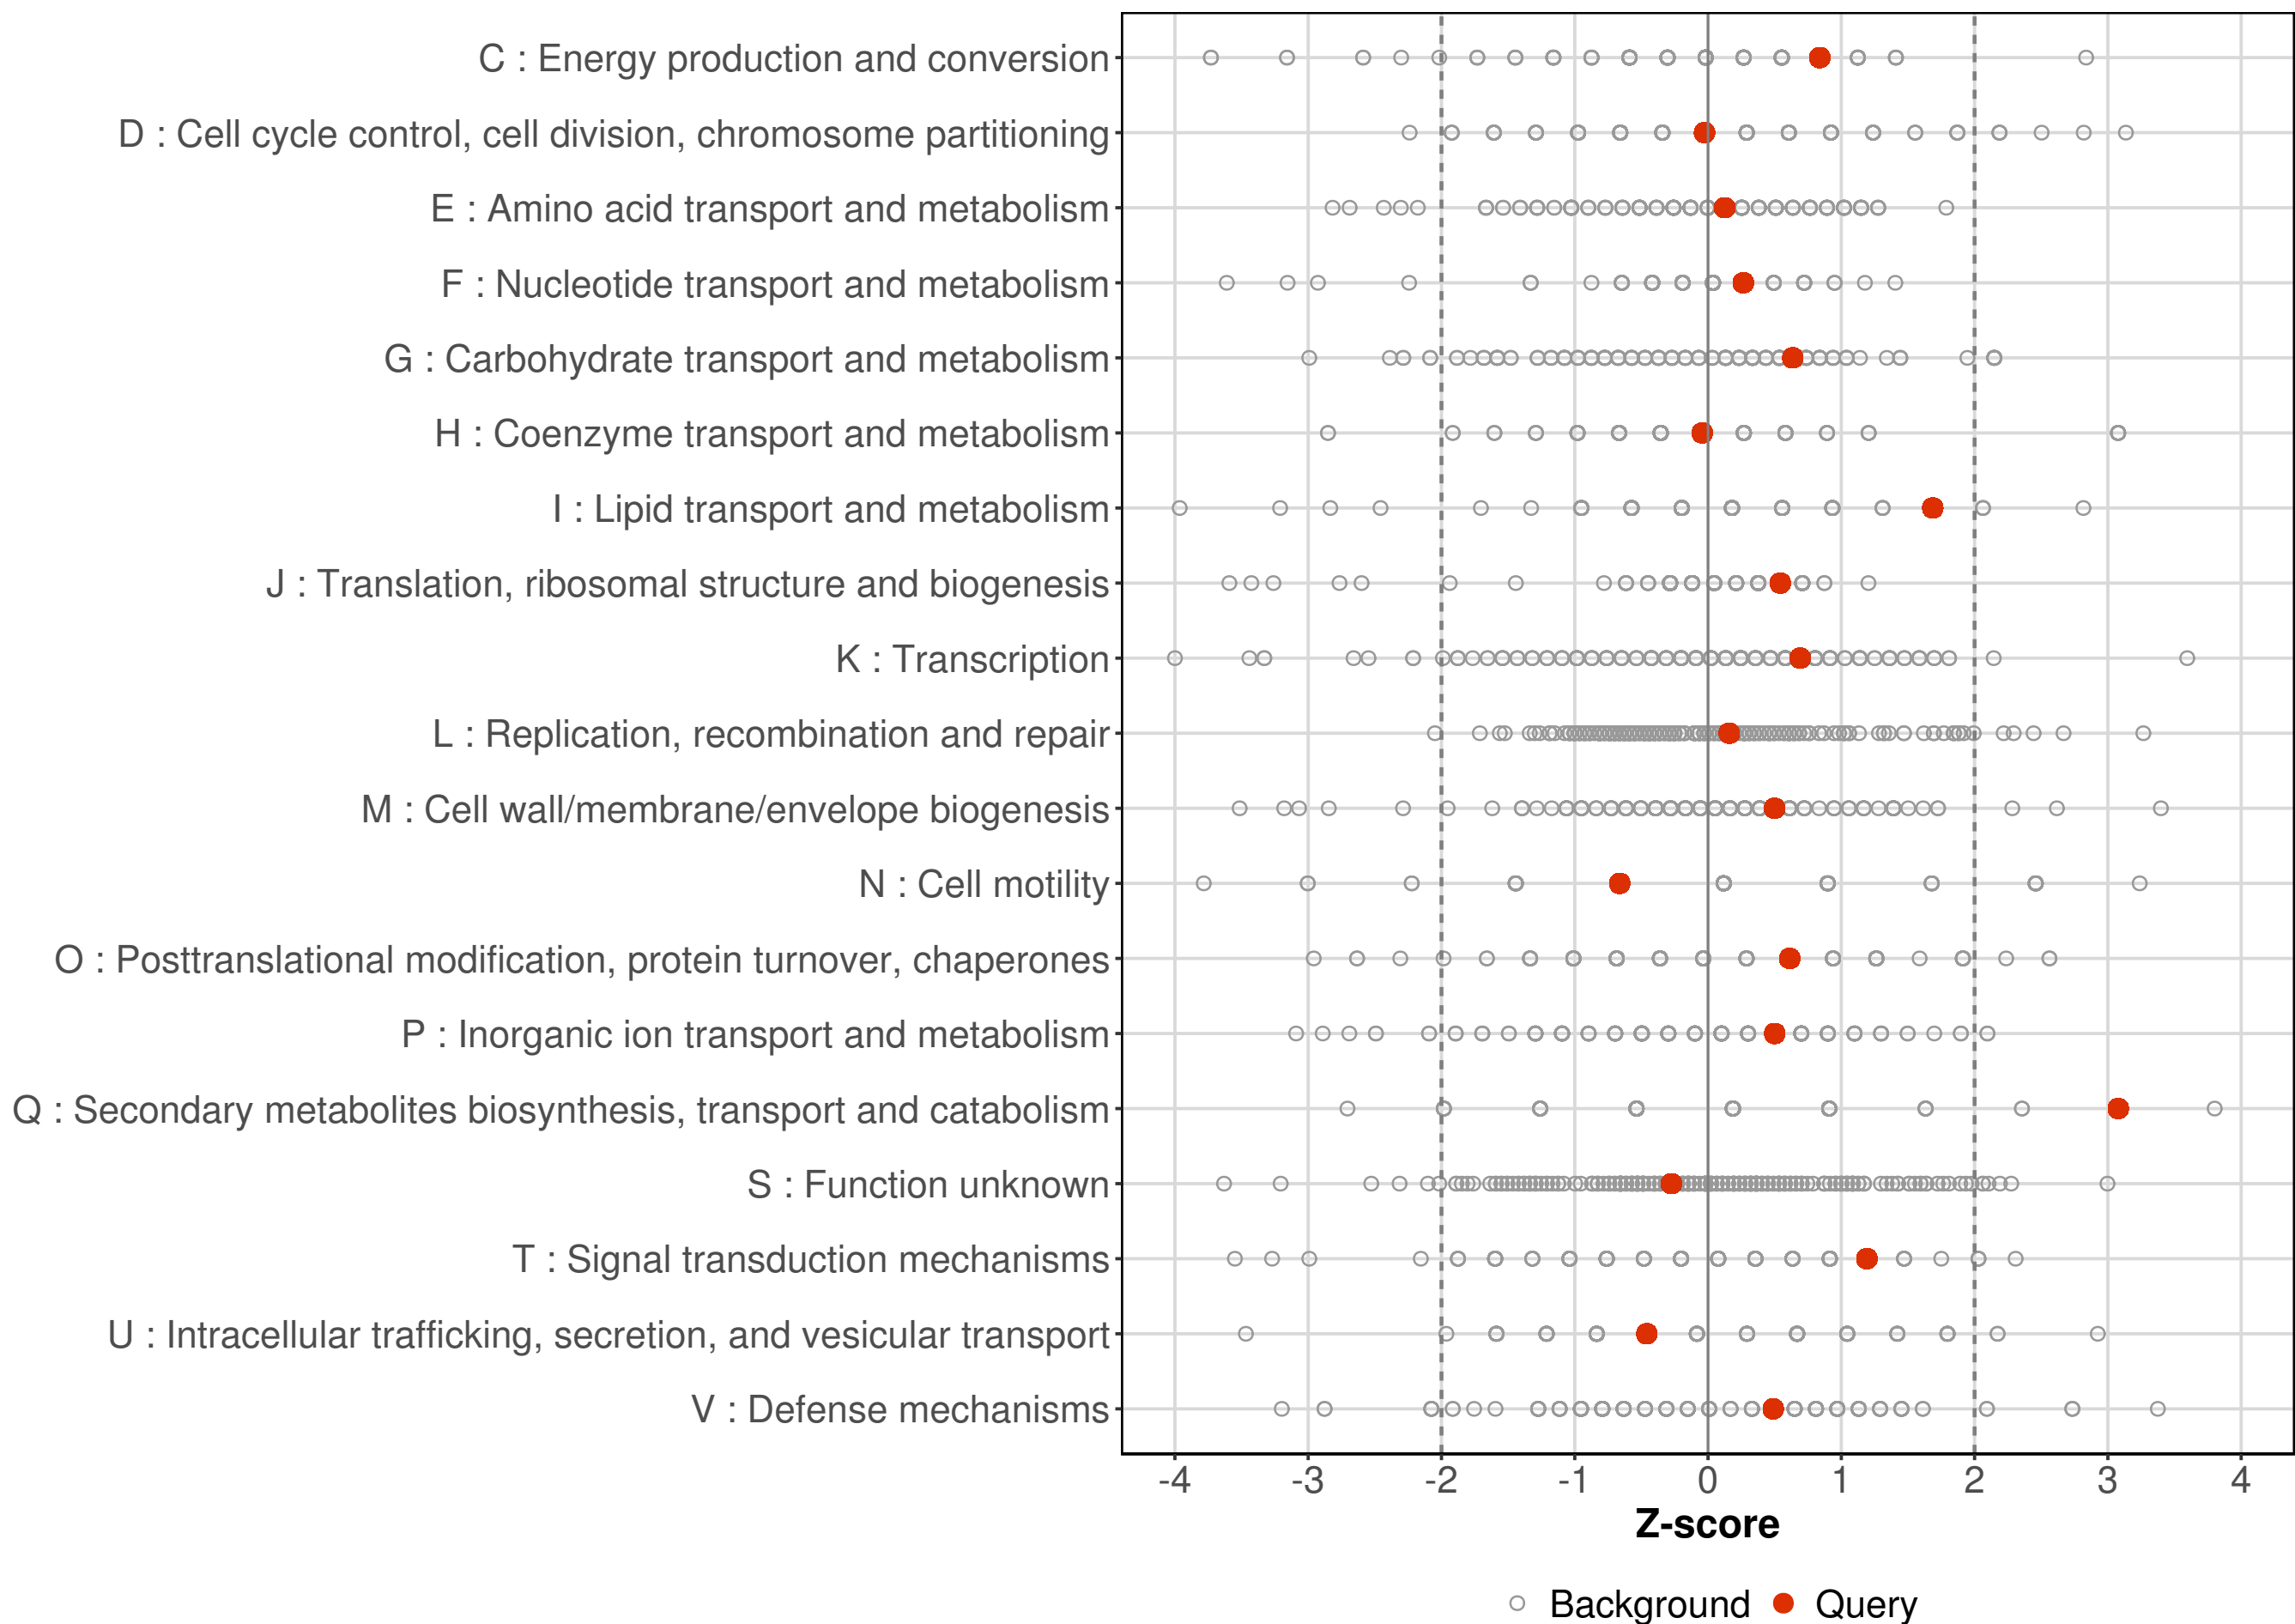 C : Energy production and conversion
D : Cell cycle control, cell division, chromosome partitioning
E : Amino acid transport and metabolism
F : Nucleotide transport and metabolism
G : Carbohydrate transport and metabolism
H : Coenzyme transport and metabolism
I : Lipid transport and metabolism
J : Translation, ribosomal structure and biogenesis
K : Transcription
L : Replication, recombination and repair
M : Cell wall/membrane/envelope biogenesis
N : Cell motility
O : Posttranslational modification, protein turnover, chaperones
P : Inorganic ion transport and metabolism
Q : Secondary metabolites biosynthesis, transport and catabolism
S : Function unknown
T : Signal transduction mechanisms
U : Intracellular trafficking, secretion, and vesicular transport
V : Defense mechanisms
-4 -3 -2 -1 0 1 2 3 4
Z-score
Background Query